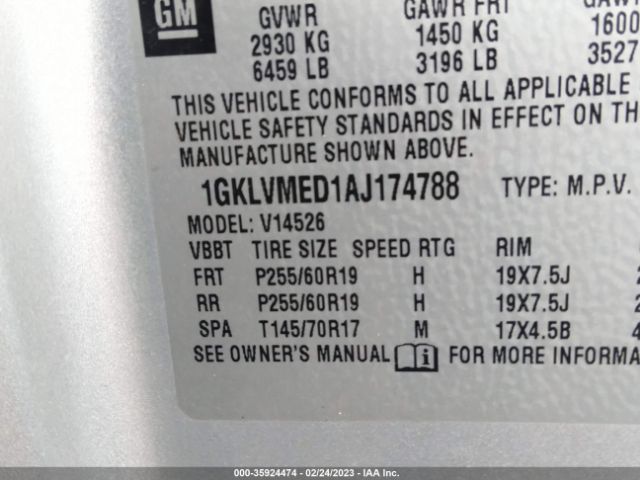 GM
GVWR GAWR FRT GAWR
2930 KG 1450 KG 1600
6459 LB 3196 LB 3527
THIS VEHICLE CONFORMS TO ALL APPLICABLE
VEHICLE SAFETY STANDARDS IN EFFECT ON
MANUFACTURE SHOWN ABOVE.
1GKLVMED1AJ174788 TYPE: M.P.V.
MODEL: V14526
VBBT TIRE SIZE SPEED RTG RIM
FRT P255/60R19 H 19X7.5J
RR P255/60R19 H 19X7.5J
SPA T145/70R17 M 17X4.5B 4
SEE OWNER'S MANUAL i FOR MORE
000-35924474 - 02/24/2023 - IAA Inc.